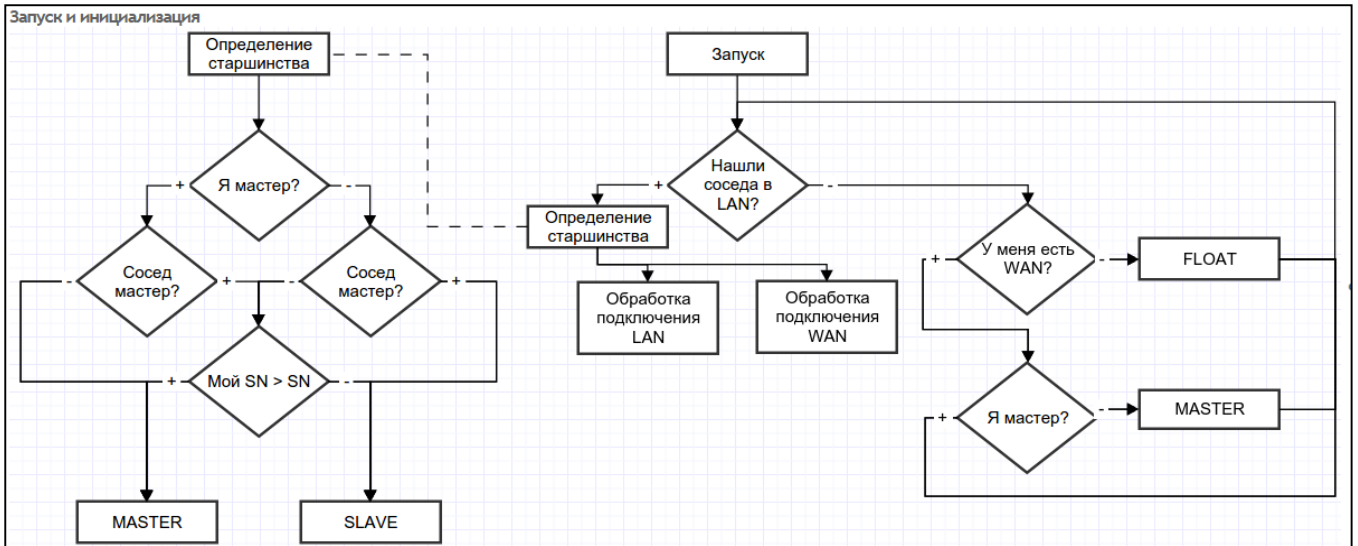 Запуск и инициализация
Определение
старшинства
Запуск
Я мастер?
+
-
Нашли
соседа в
LAN?
+
-
Определение
старшинства
Сосед
мастер?
-
+
Сосед
мастер?
-
+
У меня есть
WAN?
+
-
FLOAT
Обработка
подключения
LAN
Обработка
подключения
WAN
Мой SN > SN
+
-
Я мастер?
+
-
MASTER
MASTER
SLAVE